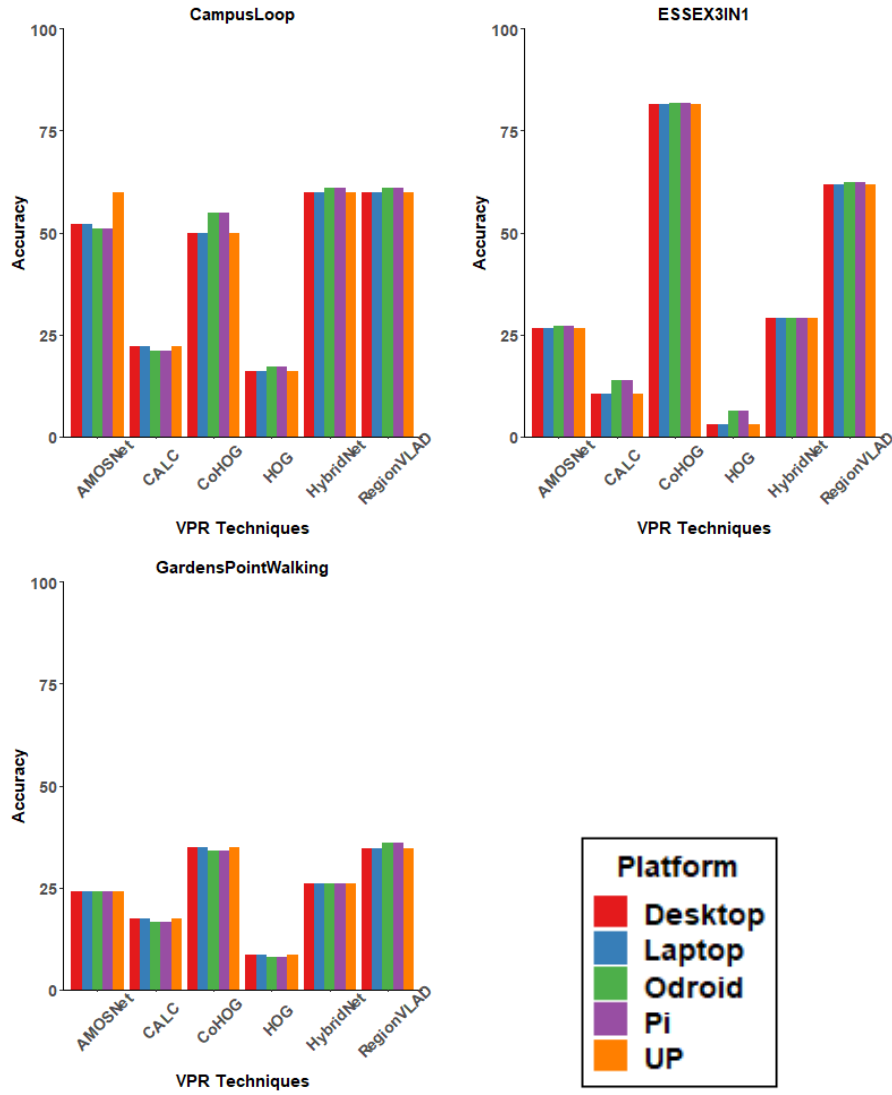 CampusLoop
100
75
50
25
0
Accuracy
AMOSNet
CALC
CoHOG
HOG
HybridNet
RegionVLAD
VPR Techniques
ESSEX3IN1
100
75
50
25
0
Accuracy
AMOSNet
CALC
CoHOG
HOG
HybridNet
RegionVLAD
VPR Techniques
GardensPointWalking
100
75
50
25
0
Accuracy
AMOSNet
CALC
CoHOG
HOG
HybridNet
RegionVLAD
VPR Techniques
Platform
Desktop
Laptop
Odroid
Pi
UP